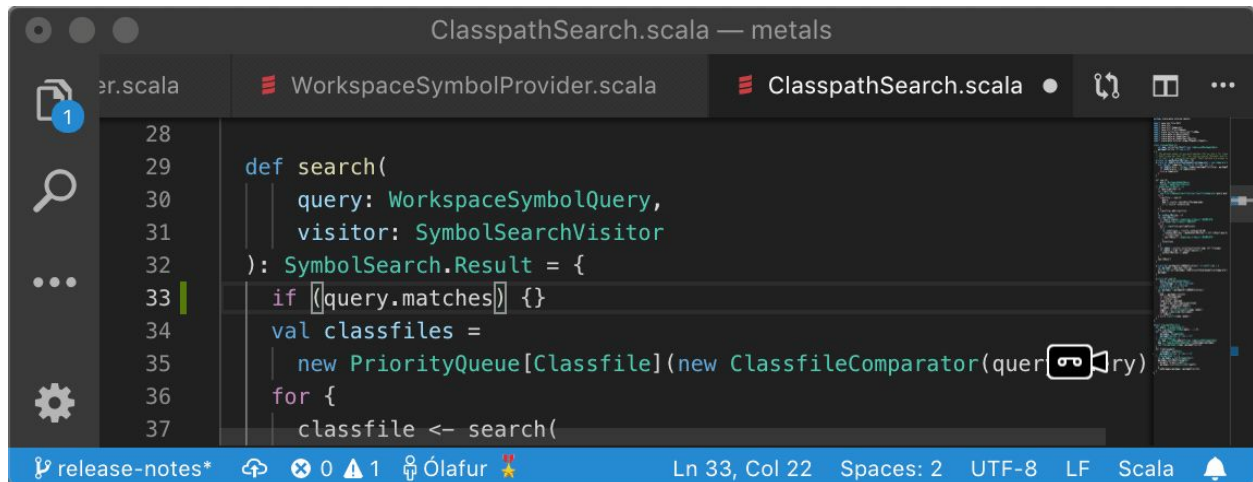 ClasspathSearch.scala — metals
er.scala WorkspaceSymbolProvider.scala ClasspathSearch.scala
1
28
29 def search(
30 query: WorkspaceSymbolQuery,
31 visitor: SymbolSearchVisitor
32 ): SymbolSearch.Result = {
33 if (query.matches) {}
34 val classfiles =
35 new PriorityQueue[Classfile](new ClassfileComparator(quer ry)
36 for {
37 classfile <- search(
release-notes* 0 1 Ólafur Ln 33, Col 22 Spaces: 2 UTF-8 LF Scala